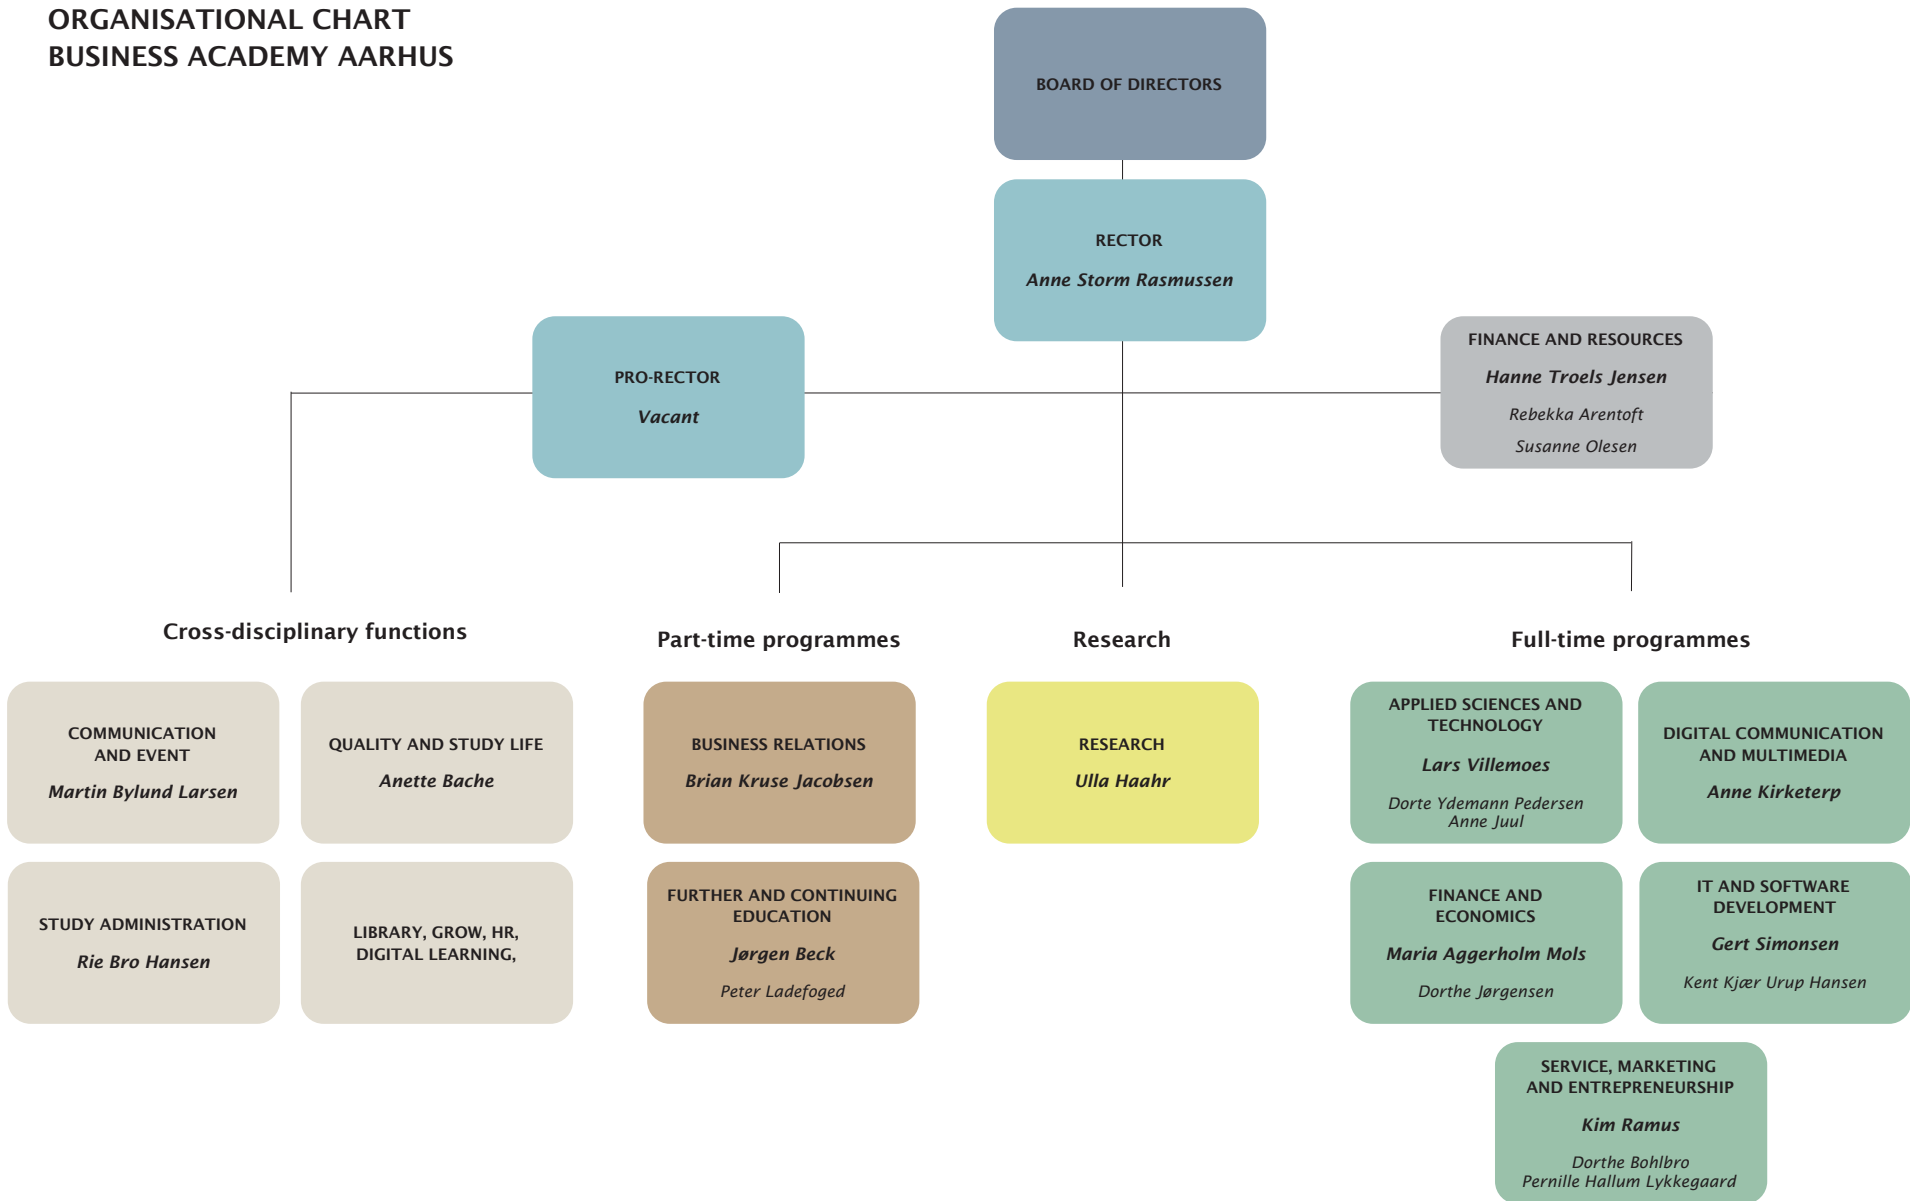 ORGANISATIONAL CHART
BUSINESS ACADEMY AARHUS
BOARD OF DIRECTORS
RECTOR
Anne Storm Rasmussen
PRO-RECTOR
Vacant
FINANCE AND RESOURCES
Hanne Troels Jensen
Rebekka Arentoft
Susanne Olesen
Cross-disciplinary functions
COMMUNICATION
AND EVENT
Martin Bylund Larsen
QUALITY AND STUDY LIFE
Anette Bache
STUDY ADMINISTRATION
Rie Bro Hansen
LIBRARY, GROW, HR,
DIGITAL LEARNING,
Part-time programmes
BUSINESS RELATIONS
Brian Kruse Jacobsen
FURTHER AND CONTINUING
EDUCATION
Jørgen Beck
Peter Ladefoged
Research
RESEARCH
Ulla Haahr
Full-time programmes
APPLIED SCIENCES AND
TECHNOLOGY
Lars Villemoes
Dorte Ydemann Pedersen
Anne Juul
DIGITAL COMMUNICATION
AND MULTIMEDIA
Anne Kirketerp
FINANCE AND
ECONOMICS
Maria Aggerholm Mols
Dorthe Jørgensen
IT AND SOFTWARE
DEVELOPMENT
Gert Simonsen
Kent Kjær Urup Hansen
SERVICE, MARKETING
AND ENTREPRENEURSHIP
Kim Ramus
Dorthe Bohlbro
Pernille Hallum Lykkegaard